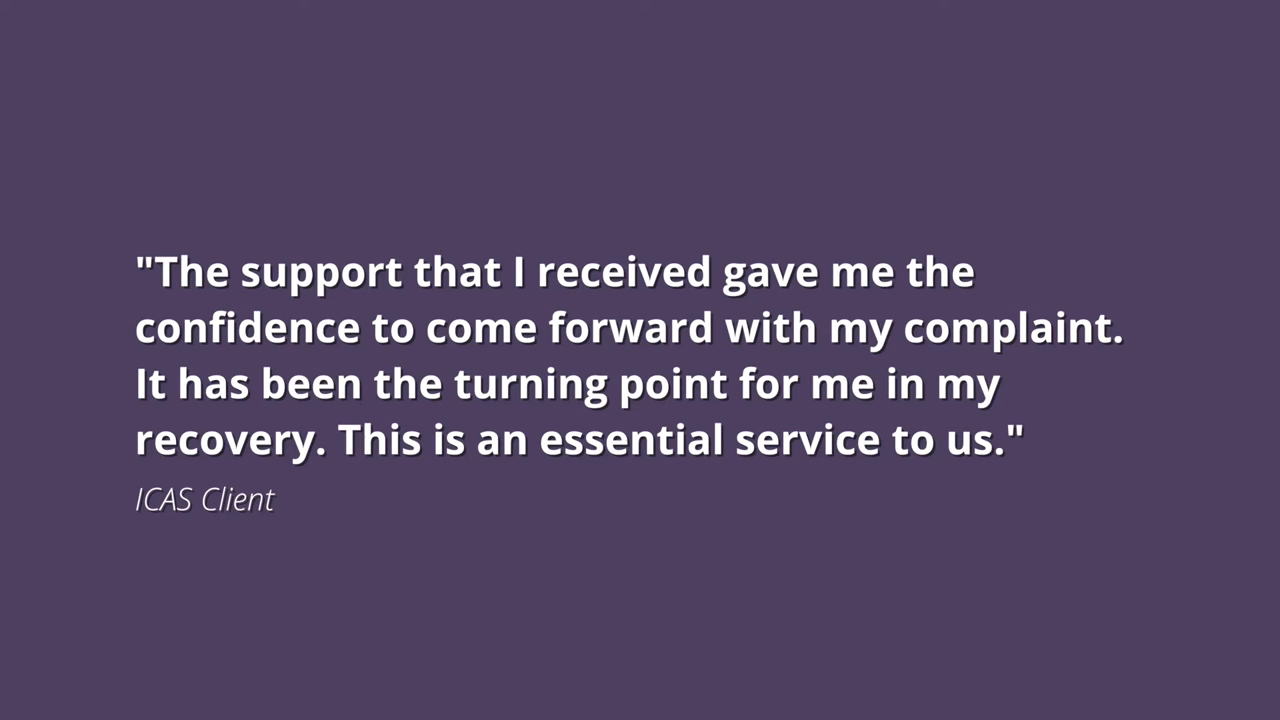 "The support that I received gave me the
confidence to come forward with my complaint.
It has been the turning point for me in my
recovery. This is an essential service to us."
ICAS Client